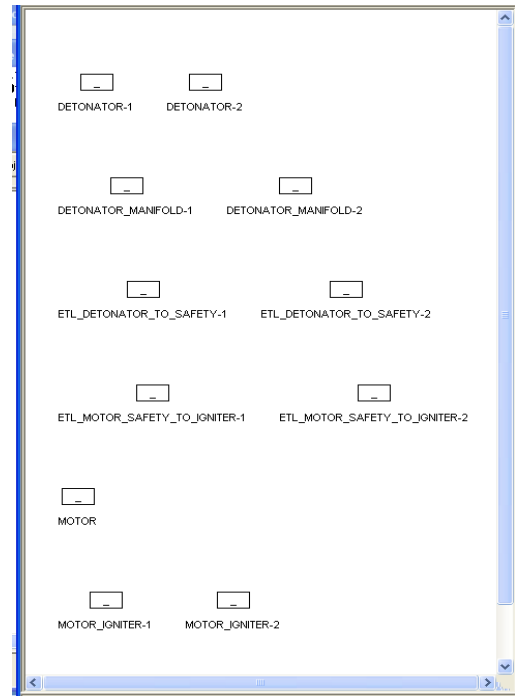 DETONATOR-1 DETONATOR-2
DETONATOR_MANIFOLD-1 DETONATOR_MANIFOLD-2
ETL_DETONATOR_TO_SAFETY-1 ETL_DETONATOR_TO_SAFETY-2
ETL_MOTOR_SAFETY_TO_IGNITER-1 ETL_MOTOR_SAFETY_TO_IGNITER-2
MOTOR
MOTOR_IGNITER-1 MOTOR_IGNITER-2